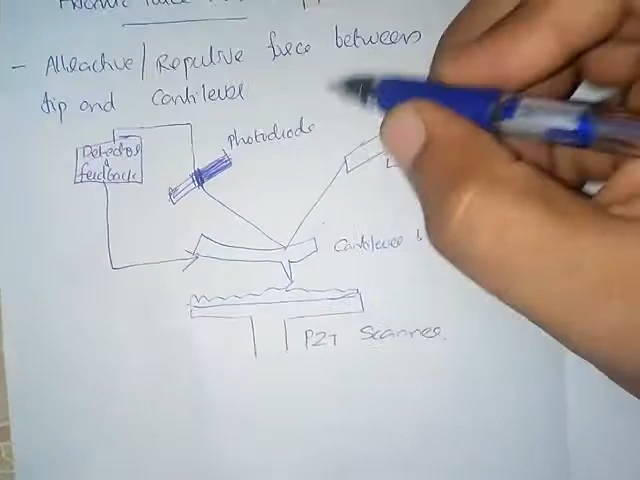 - Attractive/Repulsive force between
tip and Cantilever
Photodiode
Detector &
feedback
Cantilever &
PZT Scanner.